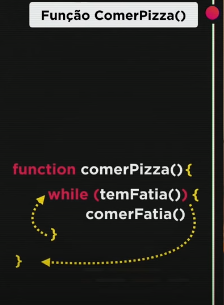 Função ComerPizza()
function comerPizza() {
while (temFatia()) {
comerFatia()
}
}